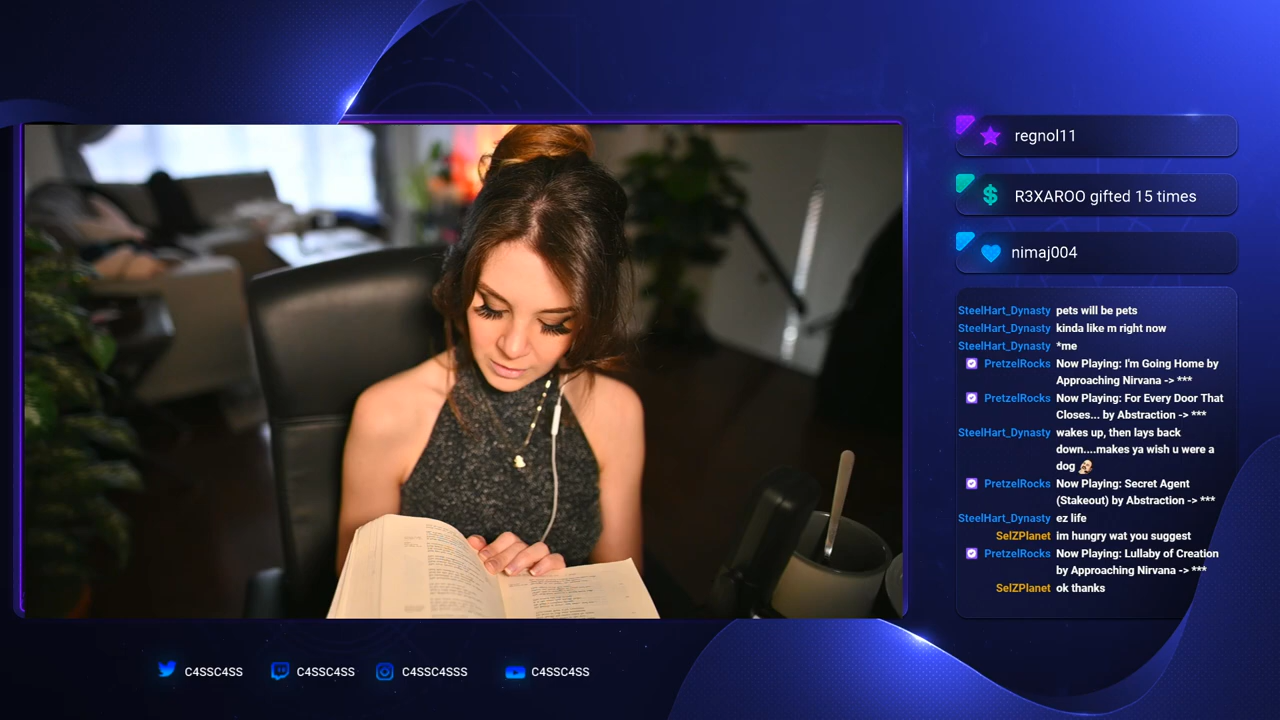 regnol11
R3XAROO gifted 15 times
nimaj004
SteelHart_Dynasty pets will be pets
SteelHart_Dynasty kinda like m right now
SteelHart_Dynasty *me
PretzelRocks Now Playing: I'm Going Home by
Approaching Nirvana -> ***
PretzelRocks Now Playing: For Every Door That
Closes... by Abstraction -> ***
SteelHart_Dynasty wakes up, then lays back
down....makes ya wish u were a
dog
PretzelRocks Now Playing: Secret Agent
(Stakeout) by Abstraction -> ***
SteelHart_Dynasty ez life
SelZPlanet im hungry wat you suggest
PretzelRocks Now Playing: Lullaby of Creation
by Approaching Nirvana -> ***
SelZPlanet ok thanks
C4SSC4SS C4SSC4SS C4SSC4SSS C4SSC4SS